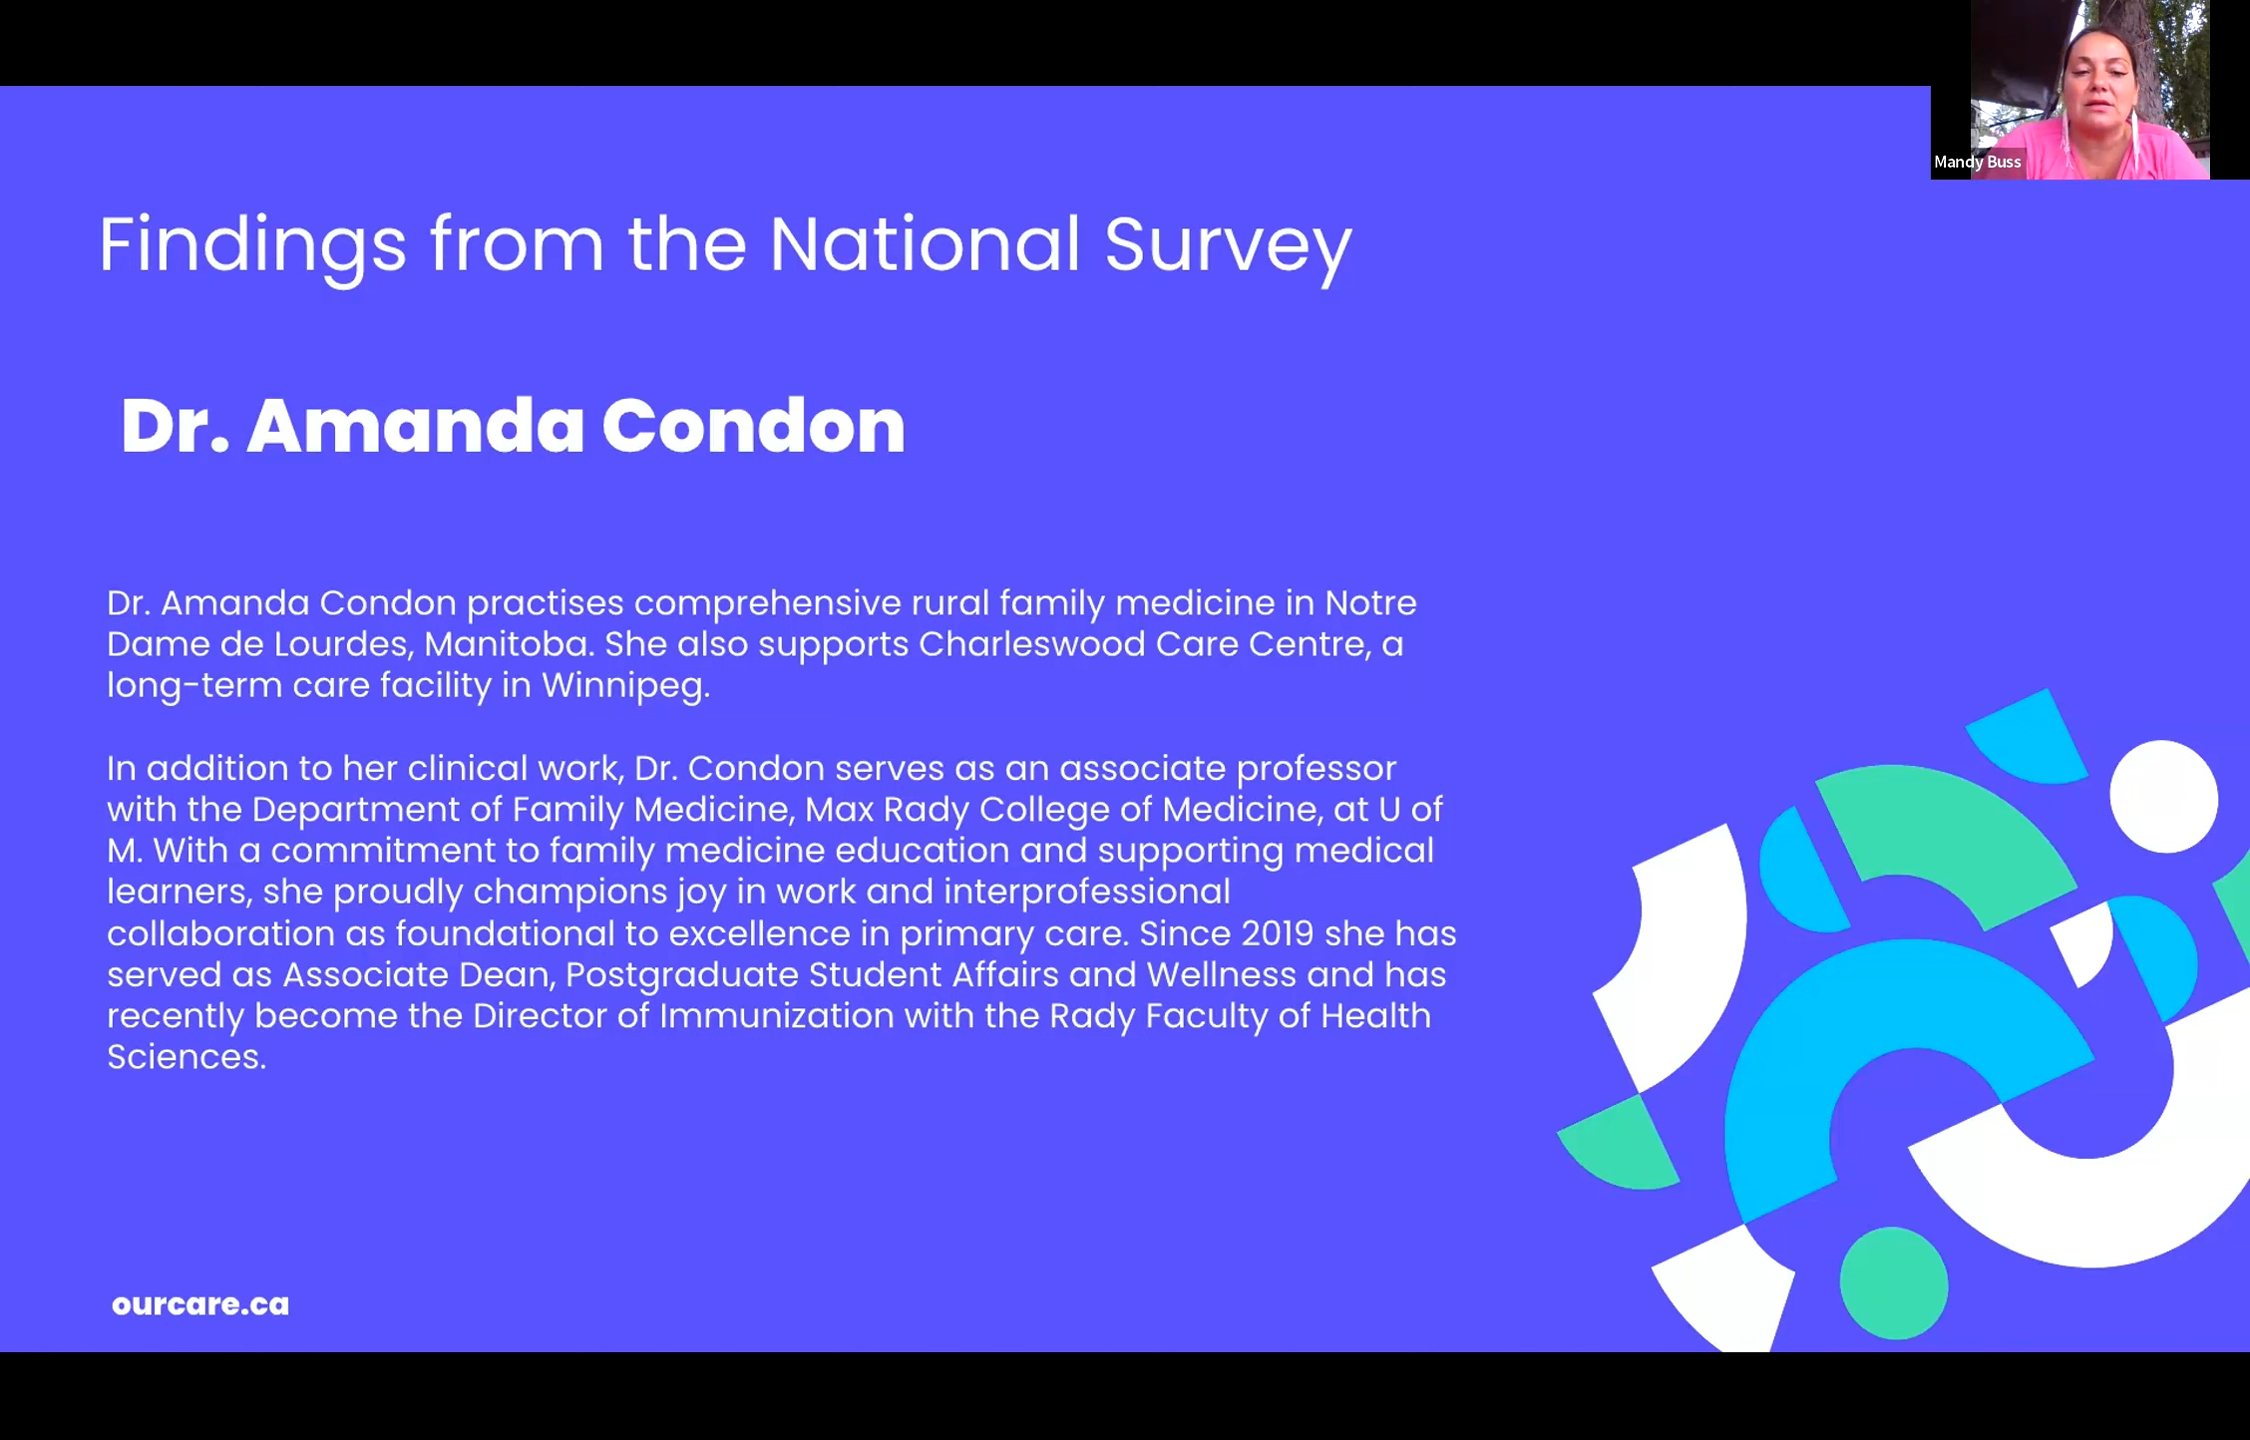 Mandy Buss
Findings from the National Survey
Dr. Amanda Condon
Dr. Amanda Condon practises comprehensive rural family medicine in Notre
Dame de Lourdes, Manitoba. She also supports Charleswood Care Centre, a
long-term care facility in Winnipeg.
In addition to her clinical work, Dr. Condon serves as an associate professor
with the Department of Family Medicine, Max Rady College of Medicine, at U of
M. With a commitment to family medicine education and supporting medical
learners, she proudly champions joy in work and interprofessional
collaboration as foundational to excellence in primary care. Since 2019 she has
served as Associate Dean, Postgraduate Student Affairs and Wellness and has
recently become the Director of Immunization with the Rady Faculty of Health
Sciences.
ourcare.ca